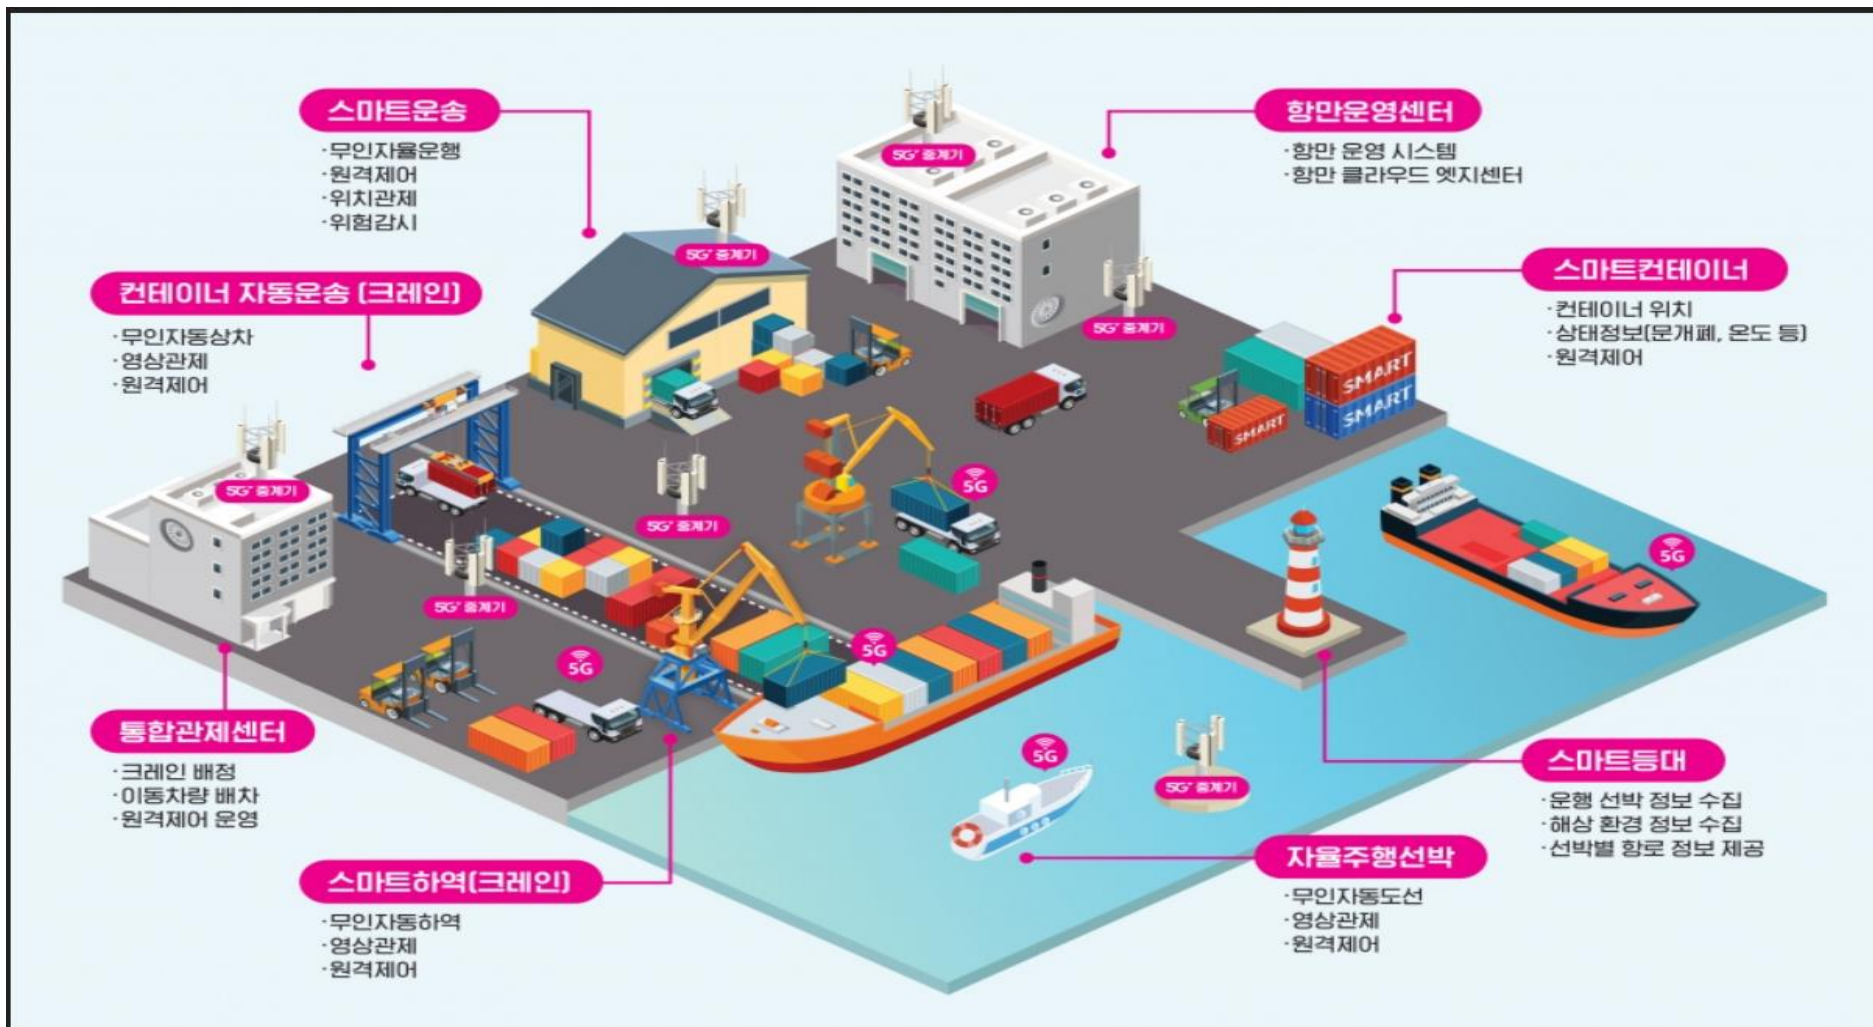 스마트운송
·무인자율운행
·원격제어
·위치관제
·위험감시
항만운영센터
·항만 운영 시스템
·항만 클라우드 엣지센터
5G⁺ 중계기
5G⁺ 중계기
5G⁺ 중계기
컨테이너 자동운송 (크레인)
·무인자동상차
·영상관제
·원격제어
스마트컨테이너
·컨테이너 위치
·상태정보(문개폐, 온도 등)
·원격제어
SMART
SMART
SMART
5G⁺ 중계기
5G⁺ 중계기
5G
5G⁺ 중계기
5G
5G
5G
통합관제센터
·크레인 배정
·이동차량 배차
·원격제어 운영
5G
5G⁺ 중계기
스마트등대
·운행 선박 정보 수집
·해상 환경 정보 수집
·선박별 항로 정보 제공
스마트하역(크레인)
·무인자동하역
·영상관제
·원격제어
자율주행선박
·무인자동도선
·영상관제
·원격제어